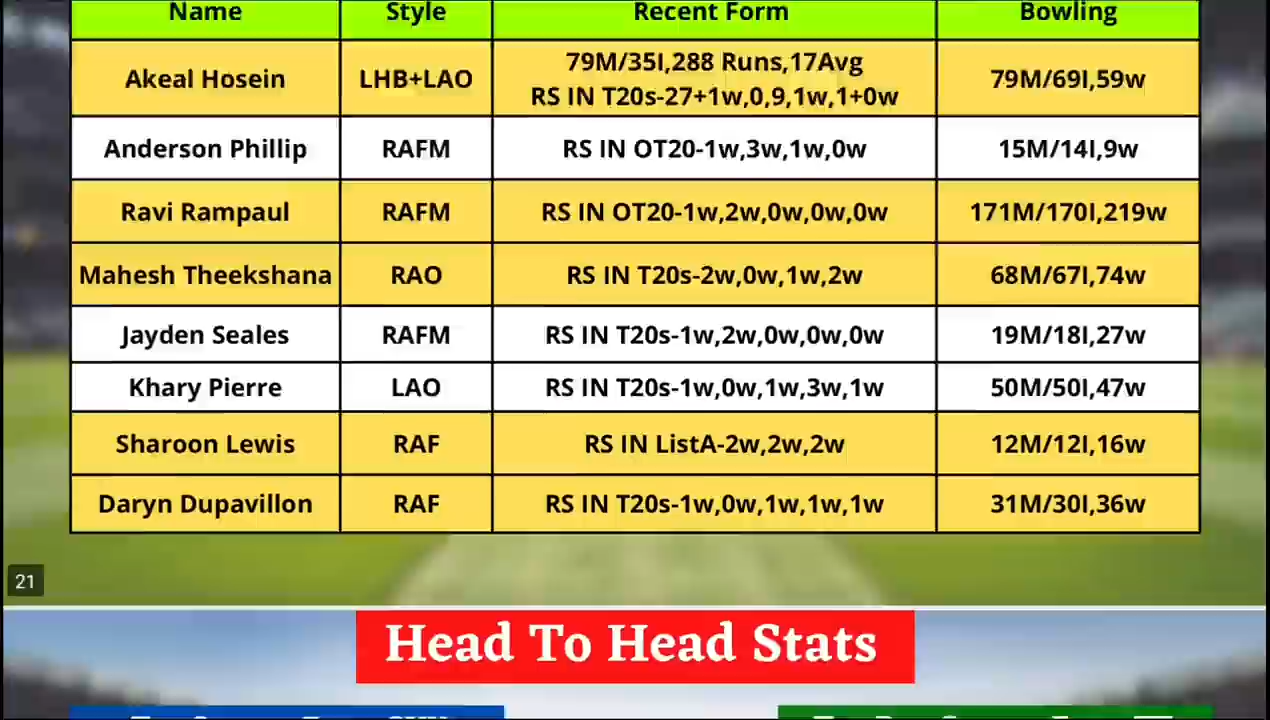 Name Style Recent Form Bowling
Akeal Hosein LHB+LAO 79M/35I,288 Runs,17Avg 79M/69I,59w
RS IN T20s-27+1w,0,9,1w,1+0w
Anderson Phillip RAFM RS IN OT20-1w,3w,1w,0w 15M/14I,9w
Ravi Rampaul RAFM RS IN OT20-1w,2w,0w,0w,0w 171M/170I,219w
Mahesh Theekshana RAO RS IN T20s-2w,0w,1w,2w 68M/67I,74w
Jayden Seales RAFM RS IN T20s-1w,2w,0w,0w,0w 19M/18I,27w
Khary Pierre LAO RS IN T20s-1w,0w,1w,3w,1w 50M/50I,47w
Sharoon Lewis RAF RS IN ListA-2w,2w,2w 12M/12I,16w
Daryn Dupavillon RAF RS IN T20s-1w,0w,1w,1w,1w 31M/30I,36w
21
Head To Head Stats